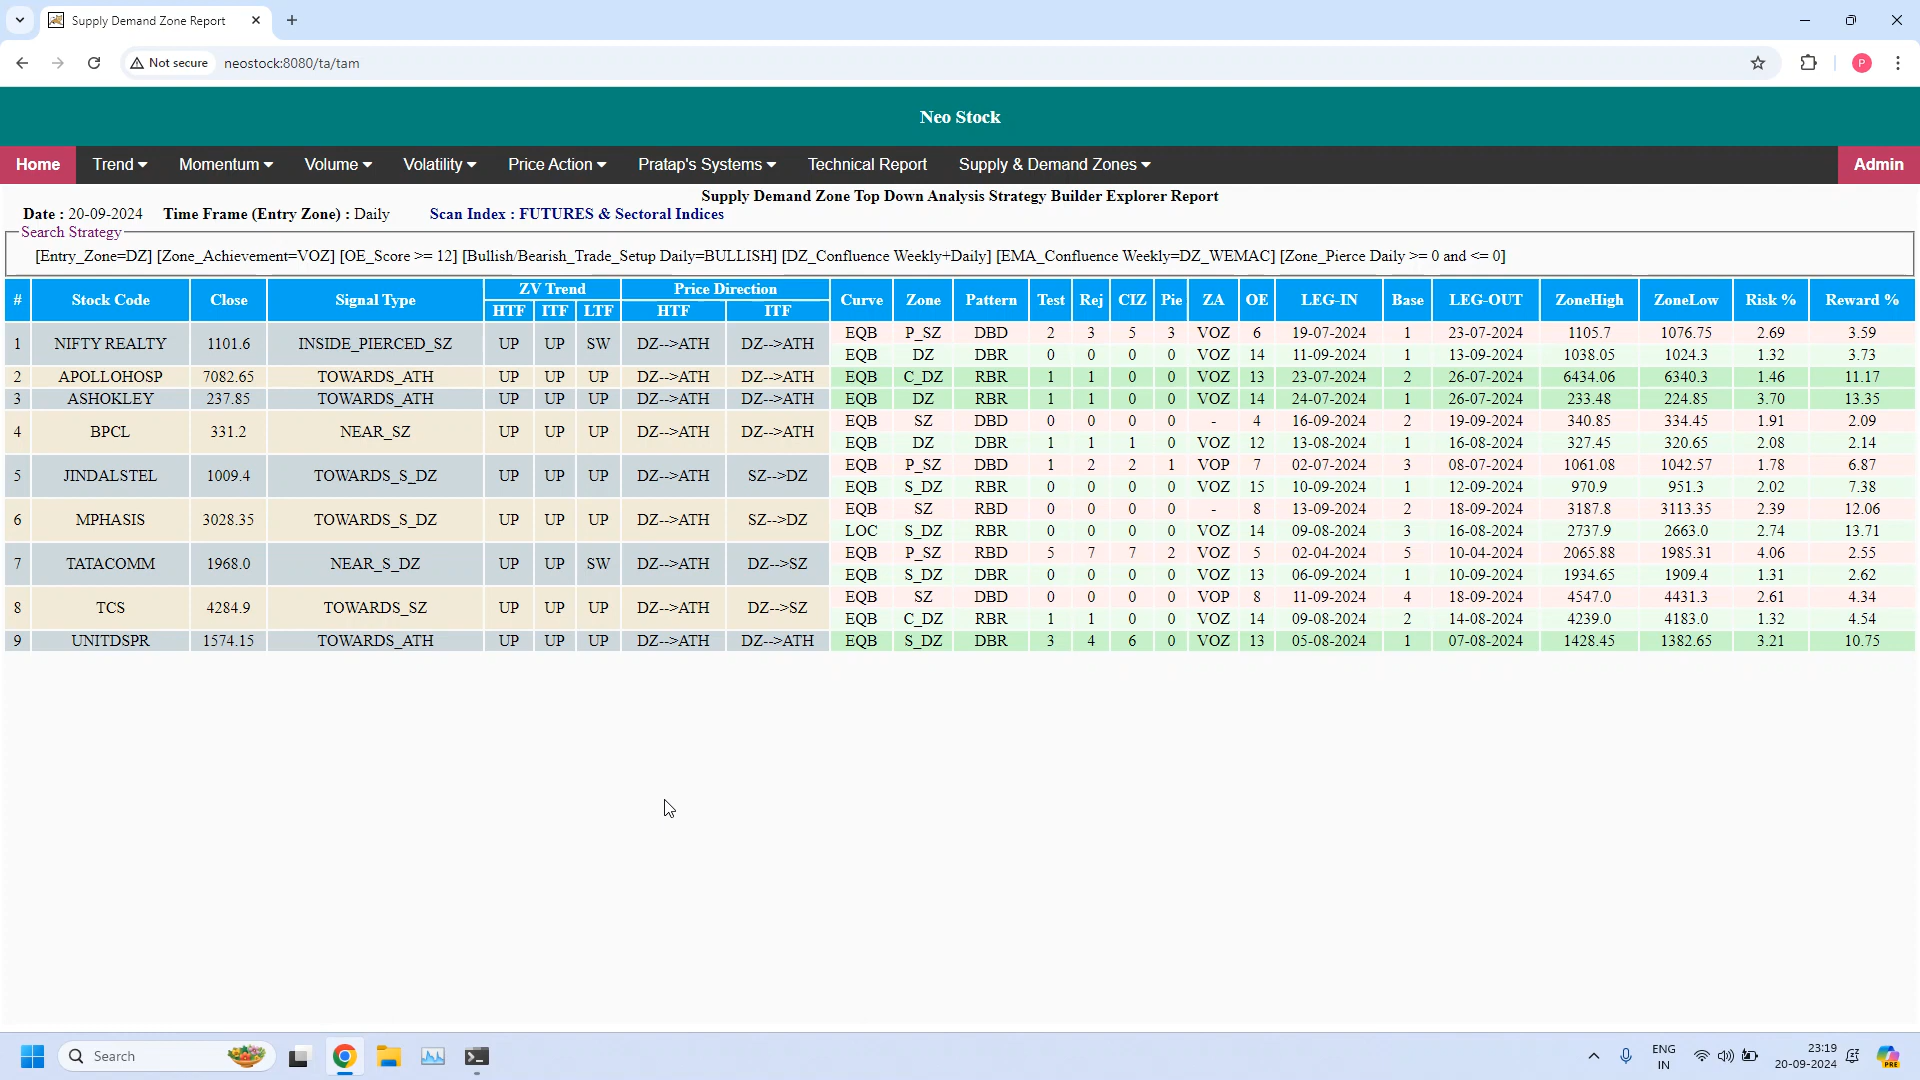 Supply Demand Zone Report
Not secure neostock:8080/ta/tam P
Neo Stock
Home Trend Momentum Volume Volatility Price Action Pratap's Systems Technical Report Supply & Demand Zones Admin
Supply Demand Zone Top Down Analysis Strategy Builder Explorer Report
Date : 20-09-2024 Time Frame (Entry Zone) : Daily Scan Index : FUTURES & Sectoral Indices
Search Strategy
[Entry_Zone=DZ] [Zone_Achievement=VOZ] [OE_Score >= 12] [Bullish/Bearish_Trade_Setup Daily=BULLISH] [DZ_Confluence Weekly+Daily] [EMA_Confluence Weekly=DZ_WEMAC] [Zone_Pierce Daily >= 0 and <= 0]
# Stock Code Close Signal Type ZV Trend Price Direction Curve Zone Pattern Test Rej CIZ Pie ZA OE LEG-IN Base LEG-OUT ZoneHigh ZoneLow Risk % Reward %
HTF ITF LTF HTF ITF
1 NIFTY REALTY 1101.6 INSIDE_PIERCED_SZ UP UP SW DZ-->ATH DZ-->ATH EQB P_SZ DBD 2 3 5 3 VOZ 6 19-07-2024 1 23-07-2024 1105.7 1076.75 2.69 3.59
EQB DZ DBR 0 0 0 0 VOZ 14 11-09-2024 1 13-09-2024 1038.05 1024.3 1.32 3.73
2 APOLLOHOSP 7082.65 TOWARDS_ATH UP UP UP DZ-->ATH DZ-->ATH EQB C_DZ RBR 1 1 0 0 VOZ 13 23-07-2024 2 26-07-2024 6434.06 6340.3 1.46 11.17
3 ASHOKLEY 237.85 TOWARDS_ATH UP UP UP DZ-->ATH DZ-->ATH EQB DZ RBR 1 1 0 0 VOZ 14 24-07-2024 1 26-07-2024 233.48 224.85 3.70 13.35
4 BPCL 331.2 NEAR_SZ UP UP UP DZ-->ATH DZ-->ATH EQB SZ DBD 0 0 0 0 - 4 16-09-2024 2 19-09-2024 340.85 334.45 1.91 2.09
EQB DZ DBR 1 1 1 0 VOZ 12 13-08-2024 1 16-08-2024 327.45 320.65 2.08 2.14
5 JINDALSTEL 1009.4 TOWARDS_S_DZ UP UP UP DZ-->ATH SZ-->DZ EQB P_SZ DBD 1 2 2 1 VOP 7 02-07-2024 3 08-07-2024 1061.08 1042.57 1.78 6.87
EQB S_DZ RBR 0 0 0 0 VOZ 15 10-09-2024 1 12-09-2024 970.9 951.3 2.02 7.38
6 MPHASIS 3028.35 TOWARDS_S_DZ UP UP UP DZ-->ATH SZ-->DZ EQB SZ RBD 0 0 0 0 - 8 13-09-2024 2 18-09-2024 3187.8 3113.35 2.39 12.06
LOC S_DZ RBR 0 0 0 0 VOZ 14 09-08-2024 3 16-08-2024 2737.9 2663.0 2.74 13.71
7 TATACOMM 1968.0 NEAR_S_DZ UP UP SW DZ-->ATH DZ-->SZ EQB P_SZ RBD 5 7 7 2 VOZ 5 02-04-2024 5 10-04-2024 2065.88 1985.31 4.06 2.55
EQB S_DZ DBR 0 0 0 0 VOZ 13 06-09-2024 1 10-09-2024 1934.65 1909.4 1.31 2.62
8 TCS 4284.9 TOWARDS_SZ UP UP UP DZ-->ATH DZ-->SZ EQB SZ DBD 0 0 0 0 VOP 8 11-09-2024 4 18-09-2024 4547.0 4431.3 2.61 4.34
EQB C_DZ RBR 1 1 0 0 VOZ 14 09-08-2024 2 14-08-2024 4239.0 4183.0 1.32 4.54
9 UNITDSPR 1574.15 TOWARDS_ATH UP UP UP DZ-->ATH DZ-->ATH EQB S_DZ DBR 3 4 6 0 VOZ 13 05-08-2024 1 07-08-2024 1428.45 1382.65 3.21 10.75
Search ENG 23:19
IN 20-09-2024 PRE